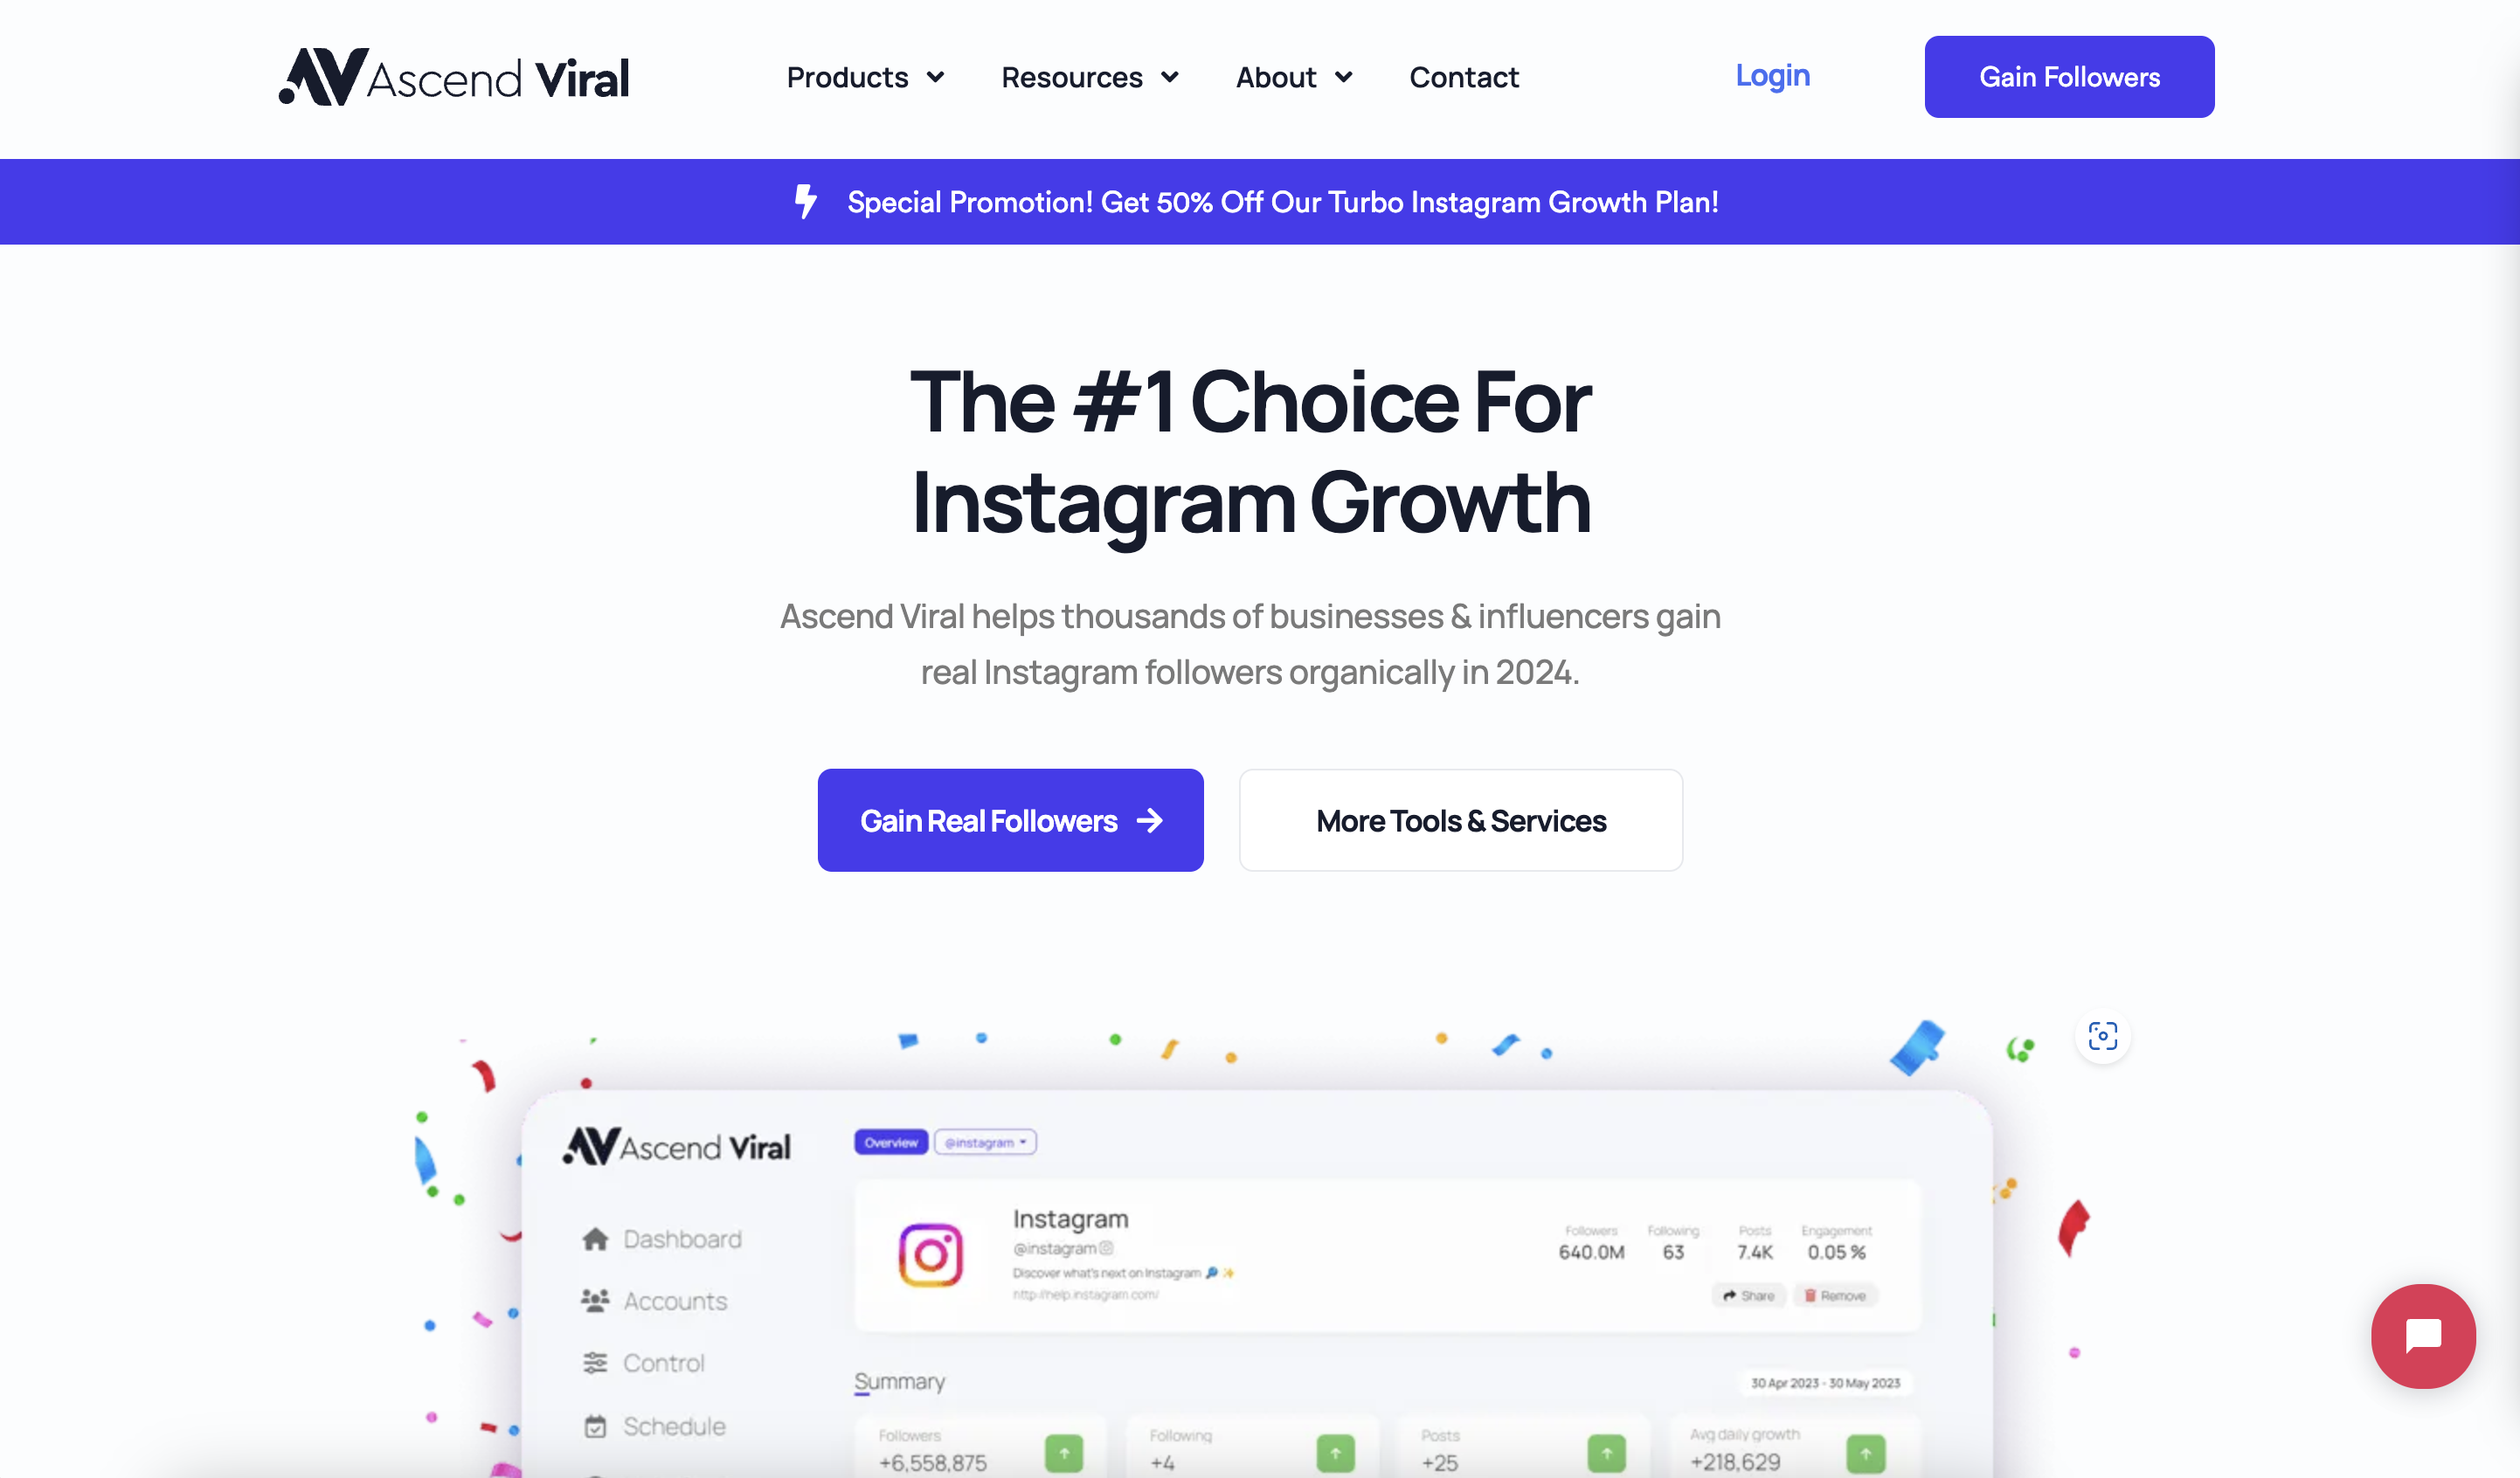 Ascend Viral
Products
Resources
About
Contact
Login
Gain Followers
Special Promotion! Get 50% Off Our Turbo Instagram Growth Plan!
The #1 Choice For
Instagram Growth
Ascend Viral helps thousands of businesses & influencers gain
real Instagram followers organically in 2024.
Gain Real Followers
More Tools & Services
Ascend Viral
Overview
@instagram
Dashboard
Accounts
Control
Schedule
Instagram
@instagram
Discover what's next on Instagram 🔎✨
http://help.instagram.com/
Followers Following Posts Engagement
640.0M 63 7.4K 0.05 %
Share Remove
Summary
30 Apr 2023 - 30 May 2023
Followers Following Posts Avg daily growth
+6,558,875 +4 +25 +218,629